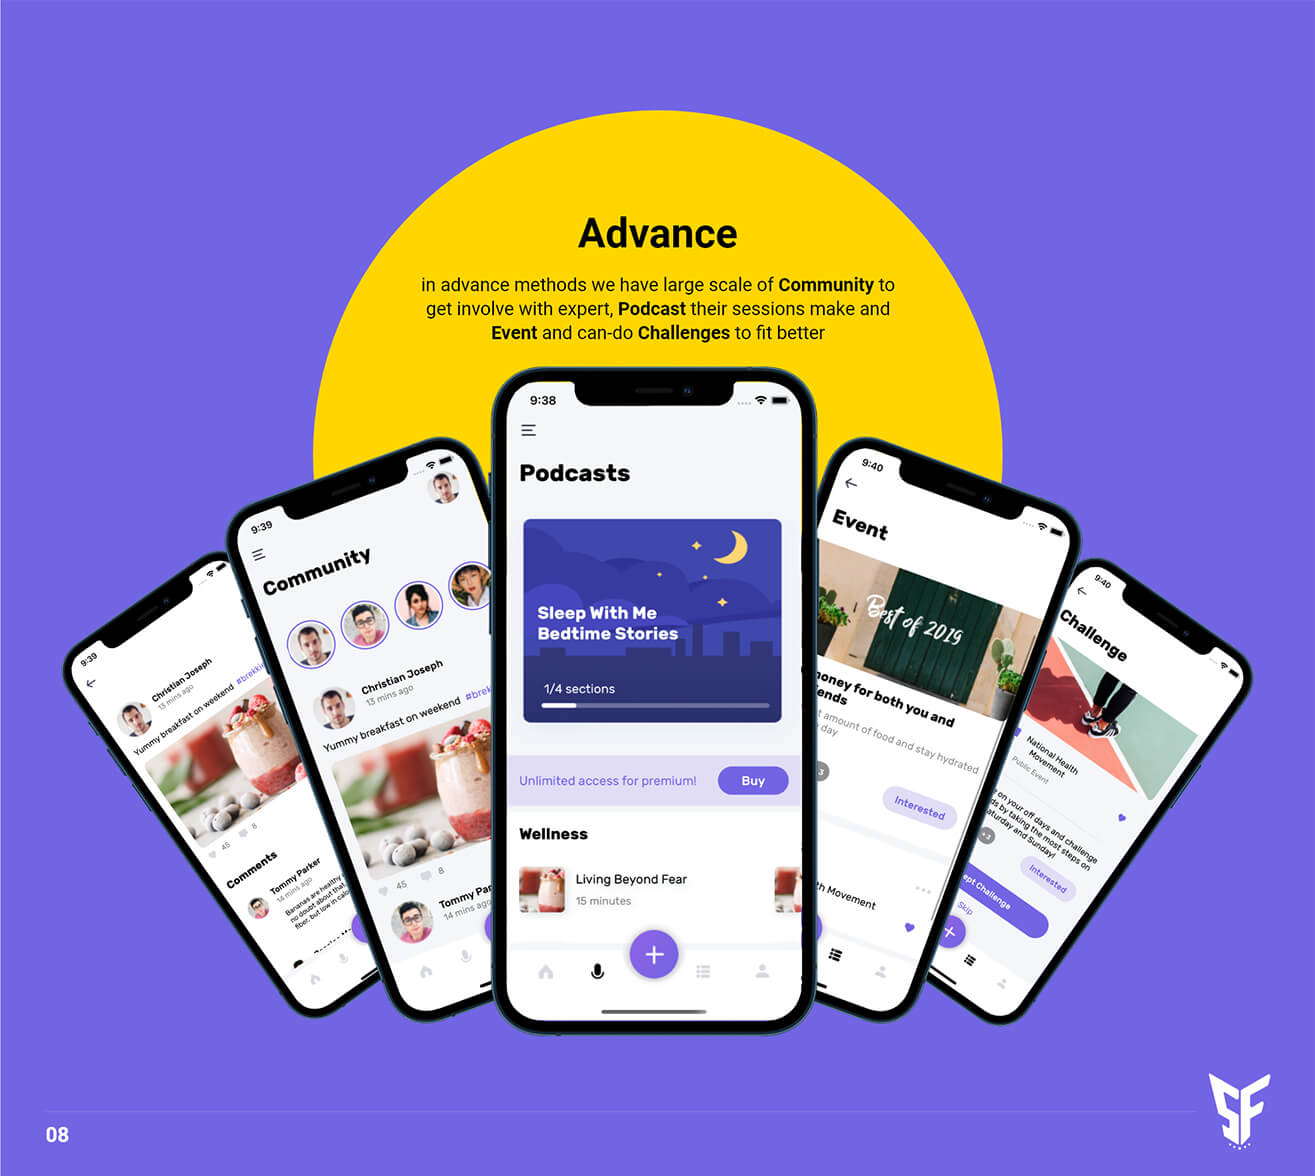 Advance
in advance methods we have large scale of Community to
get involve with expert, Podcast their sessions make and
Event and can-do Challenges to fit better
9:38
Podcasts
Sleep With Me
Bedtime Stories
1/4 sections
Unlimited access for premium!
Buy
Wellness
Living Beyond Fear
15 minutes
9:39
Community
Christian Joseph
13 mins ago
Yummy breakfast on weekend #brek
45
8
Tommy Par
14 mins ago
9:39
Christian Joseph
13 mins ago
Yummy breakfast on weekend #brekkin
45
8
Comments
Tommy Parker
14 mins ago
Bananas are healthy
no doubt about that.
fiber, but low in calo
9:40
Event
Best of 2019
money for both you and
ends
t amount of food and stay hydrated
day
3
Interested
th Movement
9:40
Challenge
National Health
Movement
Public Event
on your off days and challenge
ds by taking the most steps on
aturday and Sunday!
+3
Interested
ept Challenge
Skip
08
SF